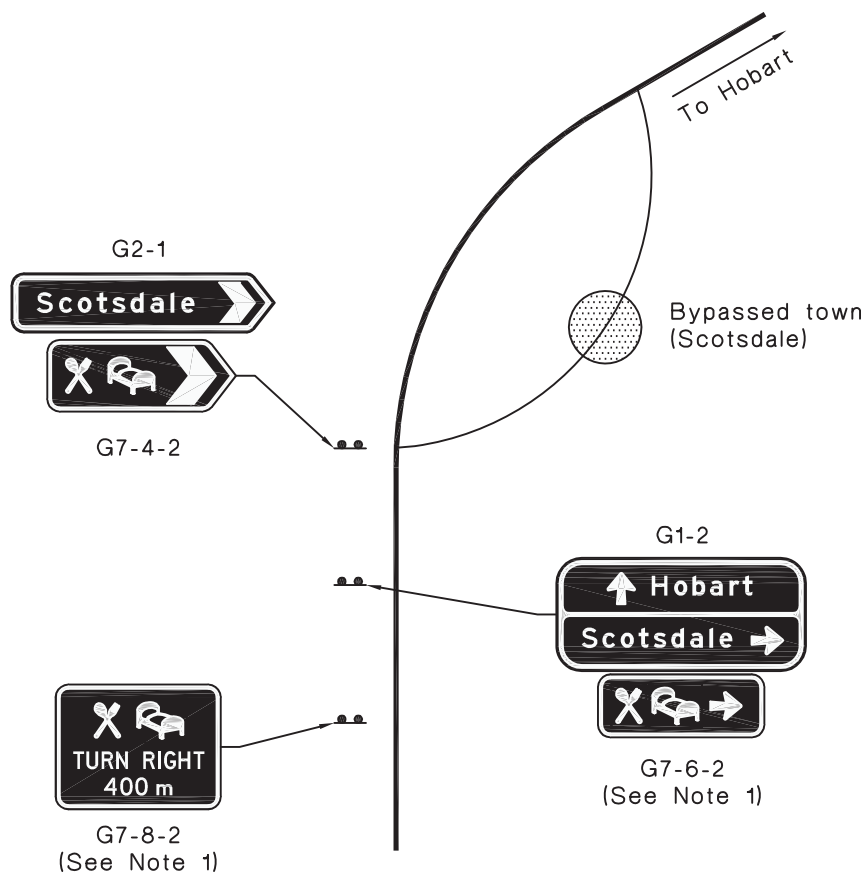 To Hobart
G2-1
Scotsdale
G7-4-2
Bypassed town
(Scotsdale)
G1-2
Hobart
Scotsdale
G7-6-2
(See Note 1)
TURN RIGHT
400 m
G7-8-2
(See Note 1)